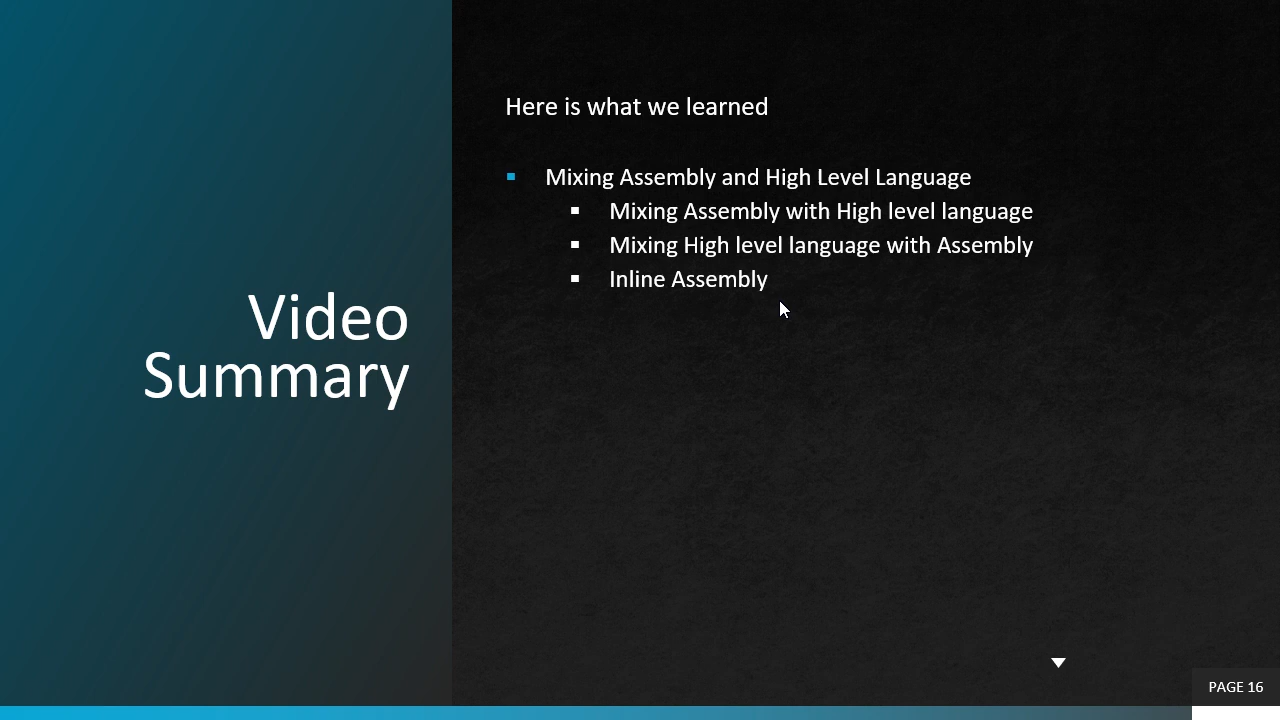 Video
Summary
Here is what we learned
Mixing Assembly and High Level Language
Mixing Assembly with High level language
Mixing High level language with Assembly
Inline Assembly
PAGE 16